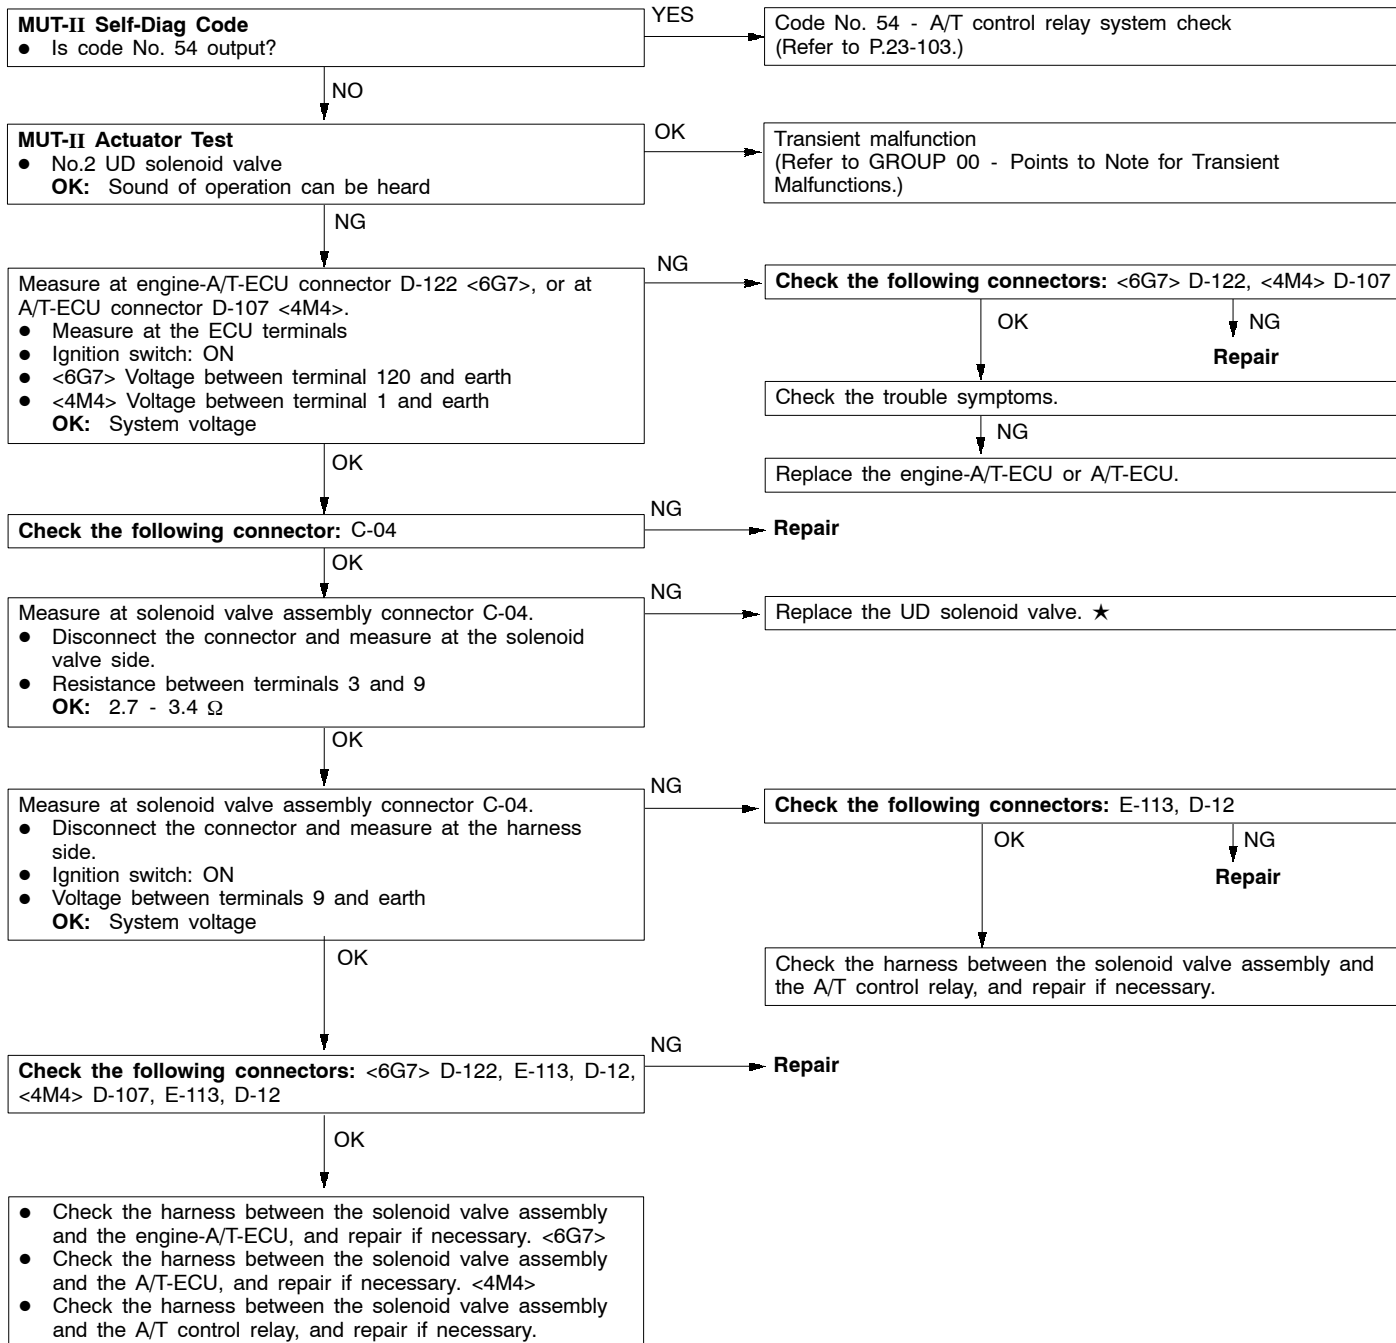 MUT-II Self-Diag Code
● Is code No. 54 output?
YES
Code No. 54 - A/T control relay system check
(Refer to P.23-103.)
NO
MUT-II Actuator Test
● No.2 UD solenoid valve
OK: Sound of operation can be heard
OK
Transient malfunction
(Refer to GROUP 00 - Points to Note for Transient
Malfunctions.)
NG
Measure at engine-A/T-ECU connector D-122 <6G7>, or at
A/T-ECU connector D-107 <4M4>.
● Measure at the ECU terminals
● Ignition switch: ON
● <6G7> Voltage between terminal 120 and earth
● <4M4> Voltage between terminal 1 and earth
OK: System voltage
NG
Check the following connectors: <6G7> D-122, <4M4> D-107
OK
NG
Repair
Check the trouble symptoms.
NG
Replace the engine-A/T-ECU or A/T-ECU.
OK
Check the following connector: C-04
NG
Repair
OK
Measure at solenoid valve assembly connector C-04.
● Disconnect the connector and measure at the solenoid
valve side.
● Resistance between terminals 3 and 9
OK: 2.7 - 3.4 Ω
NG
Replace the UD solenoid valve. ★
OK
Measure at solenoid valve assembly connector C-04.
● Disconnect the connector and measure at the harness
side.
● Ignition switch: ON
● Voltage between terminals 9 and earth
OK: System voltage
NG
Check the following connectors: E-113, D-12
OK
NG
Repair
Check the harness between the solenoid valve assembly and
the A/T control relay, and repair if necessary.
OK
Check the following connectors: <6G7> D-122, E-113, D-12,
<4M4> D-107, E-113, D-12
NG
Repair
OK
● Check the harness between the solenoid valve assembly
and the engine-A/T-ECU, and repair if necessary. <6G7>
● Check the harness between the solenoid valve assembly
and the A/T-ECU, and repair if necessary. <4M4>
● Check the harness between the solenoid valve assembly
and the A/T control relay, and repair if necessary.